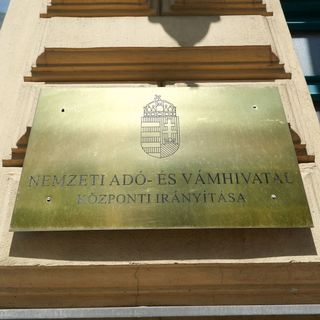 NEMZETI ADÓ- ÉS VÁMHIVATAL
KÖZPONTI IRÁNYÍTÁSA